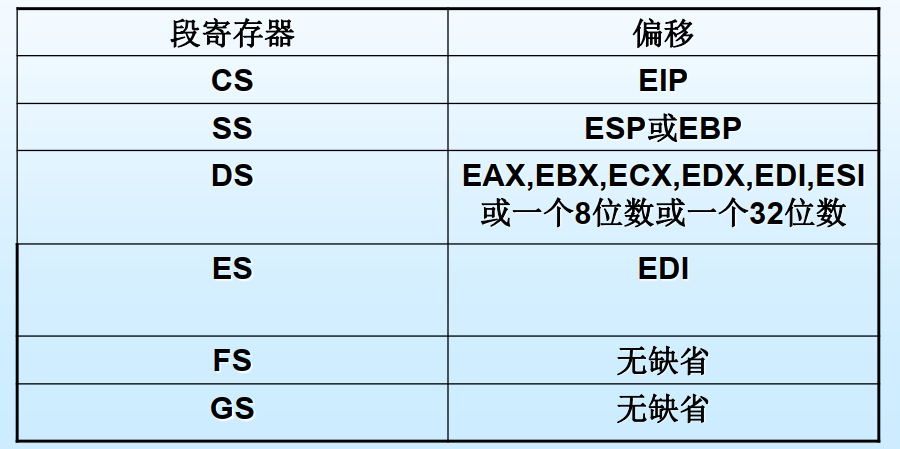 段寄存器 偏移
CS EIP
SS ESP或EBP
DS EAX,EBX,ECX,EDX,EDI,ESI
或一个8位数或一个32位数
ES EDI
FS 无缺省
GS 无缺省